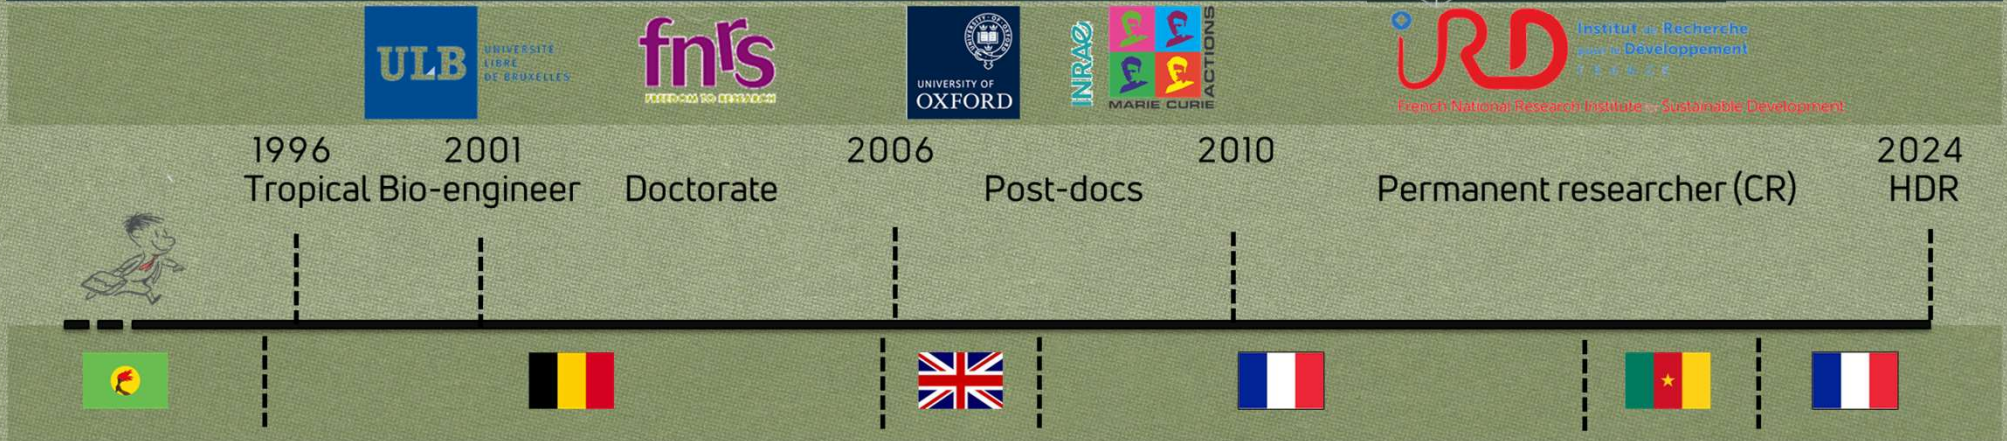 ULB
UNIVERSITÉ
LIBRE
DE BRUXELLES
fnrs
FREEDOM TO RESEARCH
UNIVERSITY OF
OXFORD
INRAE
MARIE CURIE
ACTIONS
IRD
Institut de Recherche
pour le Développement
FRANCE
French National Research Institute for Sustainable Development
1996
2001
2006
2010
2024
Tropical Bio-engineer
Doctorate
Post-docs
Permanent researcher (CR)
HDR